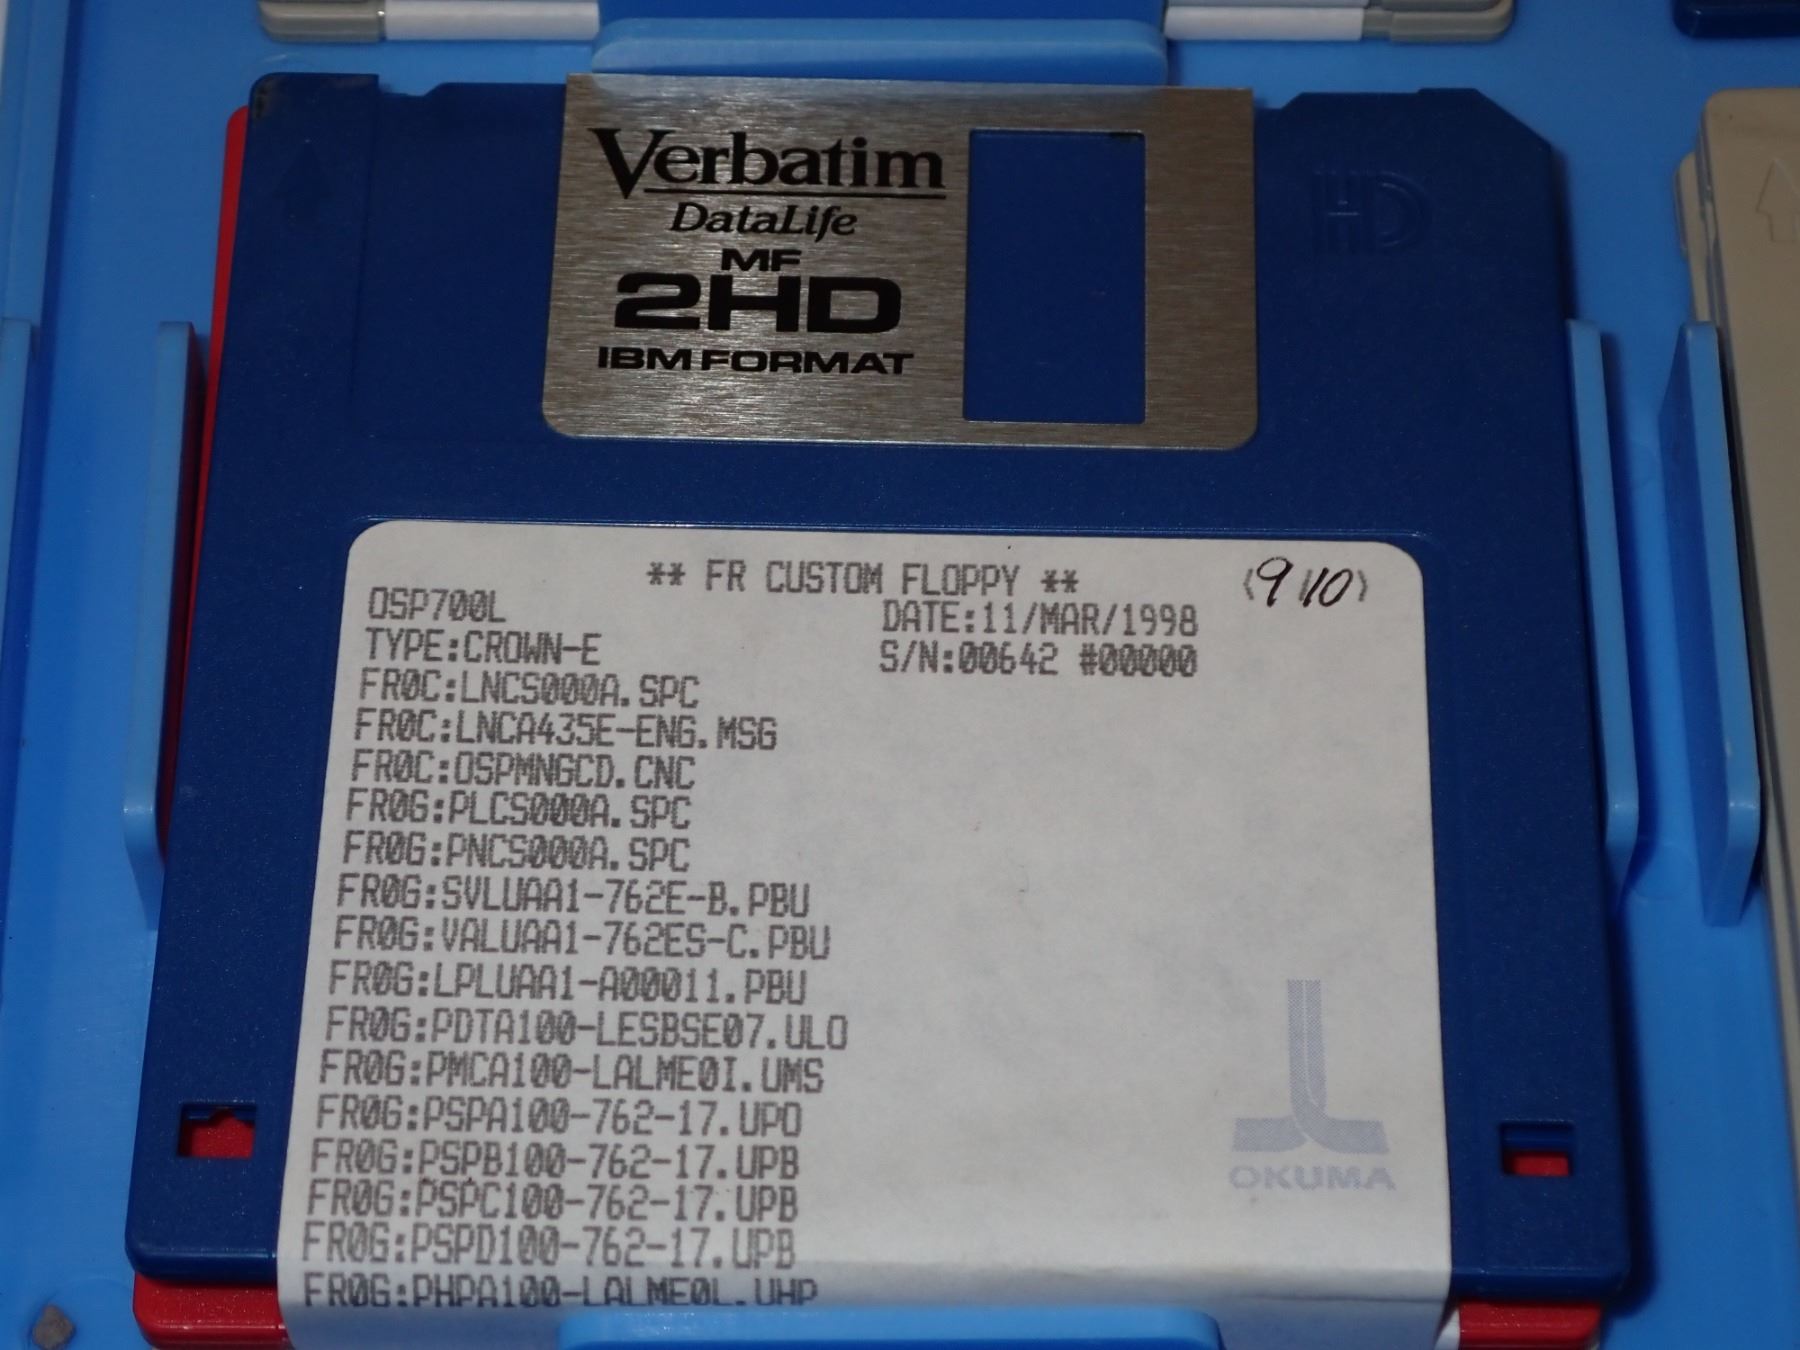 Verbatim
DataLife
MF
2HD
IBM FORMAT
HD
** FR CUSTOM FLOPPY **
(9/10)
OSP700L
DATE:11/MAR/1998
TYPE:CROWN-E
S/N:00642 #00000
FR0C:LNCS000A.SPC
FR0C:LNCA435E-ENG.MSG
FR0C:OSPMNGCD.CNC
FR0G:PLCS000A.SPC
FR0G:PNCS000A.SPC
FR0G:SVLUAA1-762E-B.PBU
FR0G:VALUAA1-762ES-C.PBU
FR0G:LPLUAA1-A00011.PBU
FR0G:PDTA100-LESBSE07.ULO
FR0G:PMCA100-LALME0I.UMS
FR0G:PSPA100-762-17.UPO
FR0G:PSPB100-762-17.UPB
FR0G:PSPC100-762-17.UPB
FR0G:PSPD100-762-17.UPB
FR0G:PHPA100-LALME0L.UHP
OKUMA